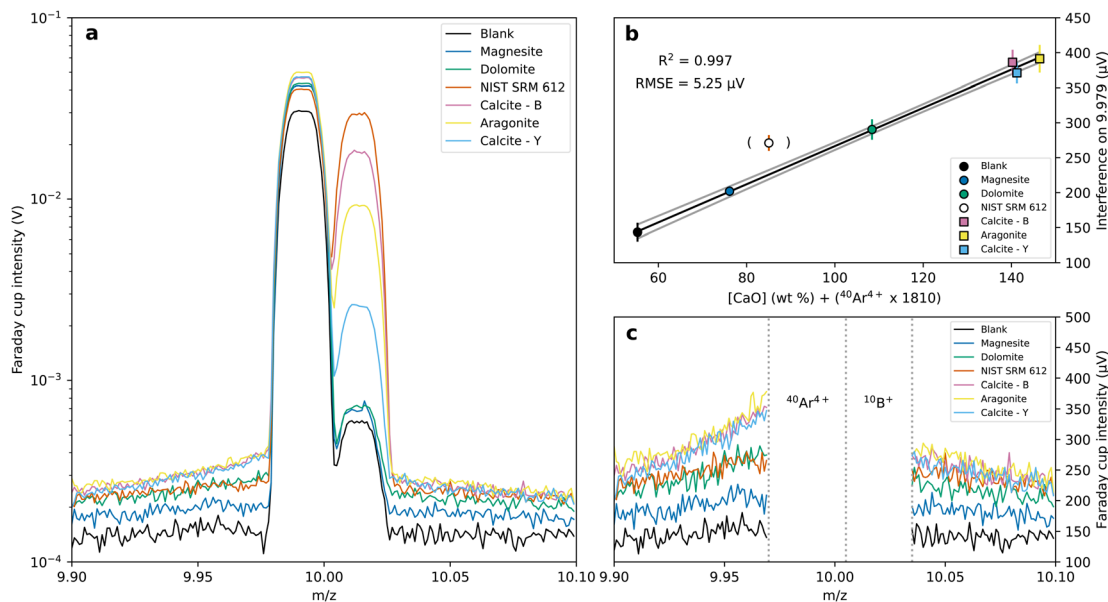 a
Blank
Magnesite
Dolomite
NIST SRM 612
Calcite - B
Aragonite
Calcite - Y
10⁻¹
10⁻²
10⁻³
10⁻⁴
Faraday cup intensity (V)
9.90
9.95
10.00
10.05
10.10
m/z
b
R² = 0.997
RMSE = 5.25 µV
( )
Blank
Magnesite
Dolomite
NIST SRM 612
Calcite - B
Aragonite
Calcite - Y
450
400
350
300
250
200
150
100
Interference on 9.979 (µV)
60
80
100
120
140
[CaO] (wt %) + (⁴⁰Ar⁴⁺ x 1810)
c
⁴⁰Ar⁴⁺
¹⁰B⁺
Blank
Magnesite
Dolomite
NIST SRM 612
Calcite - B
Aragonite
Calcite - Y
500
450
400
350
300
250
200
150
100
Faraday cup intensity (µV)
9.90
9.95
10.00
10.05
10.10
m/z